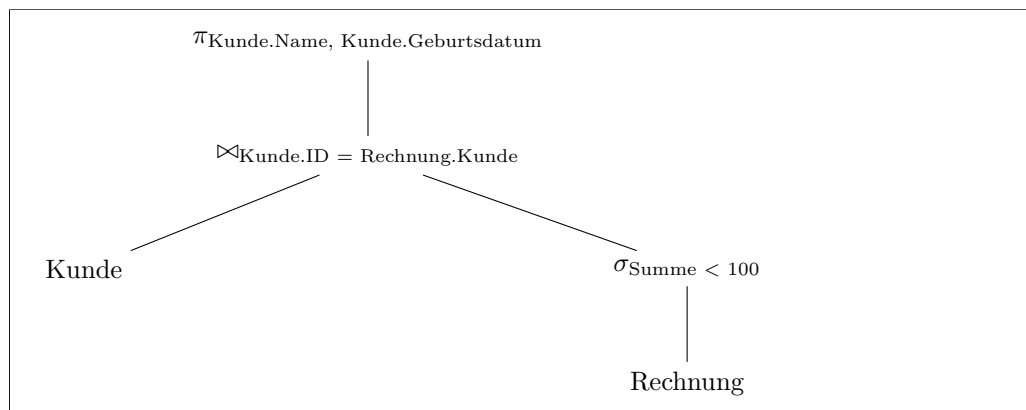 πKunde.Name, Kunde.Geburtsdatum
⋈Kunde.ID = Rechnung.Kunde
Kunde
σSumme < 100
Rechnung